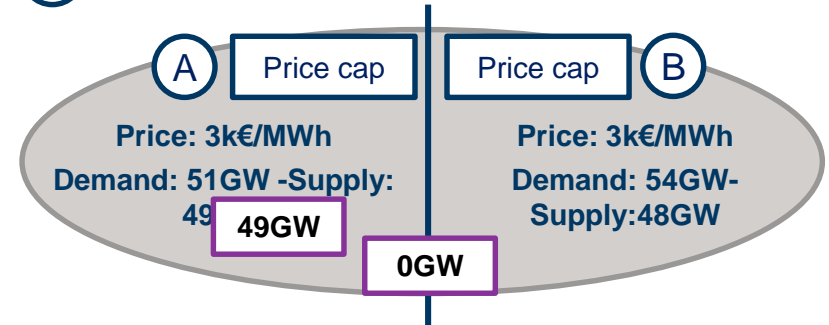 A
Price cap
Price cap
B
Price: 3k€/MWh
Demand: 51GW -Supply:
49
49GW
Price: 3k€/MWh
Demand: 54GW-
Supply:48GW
0GW